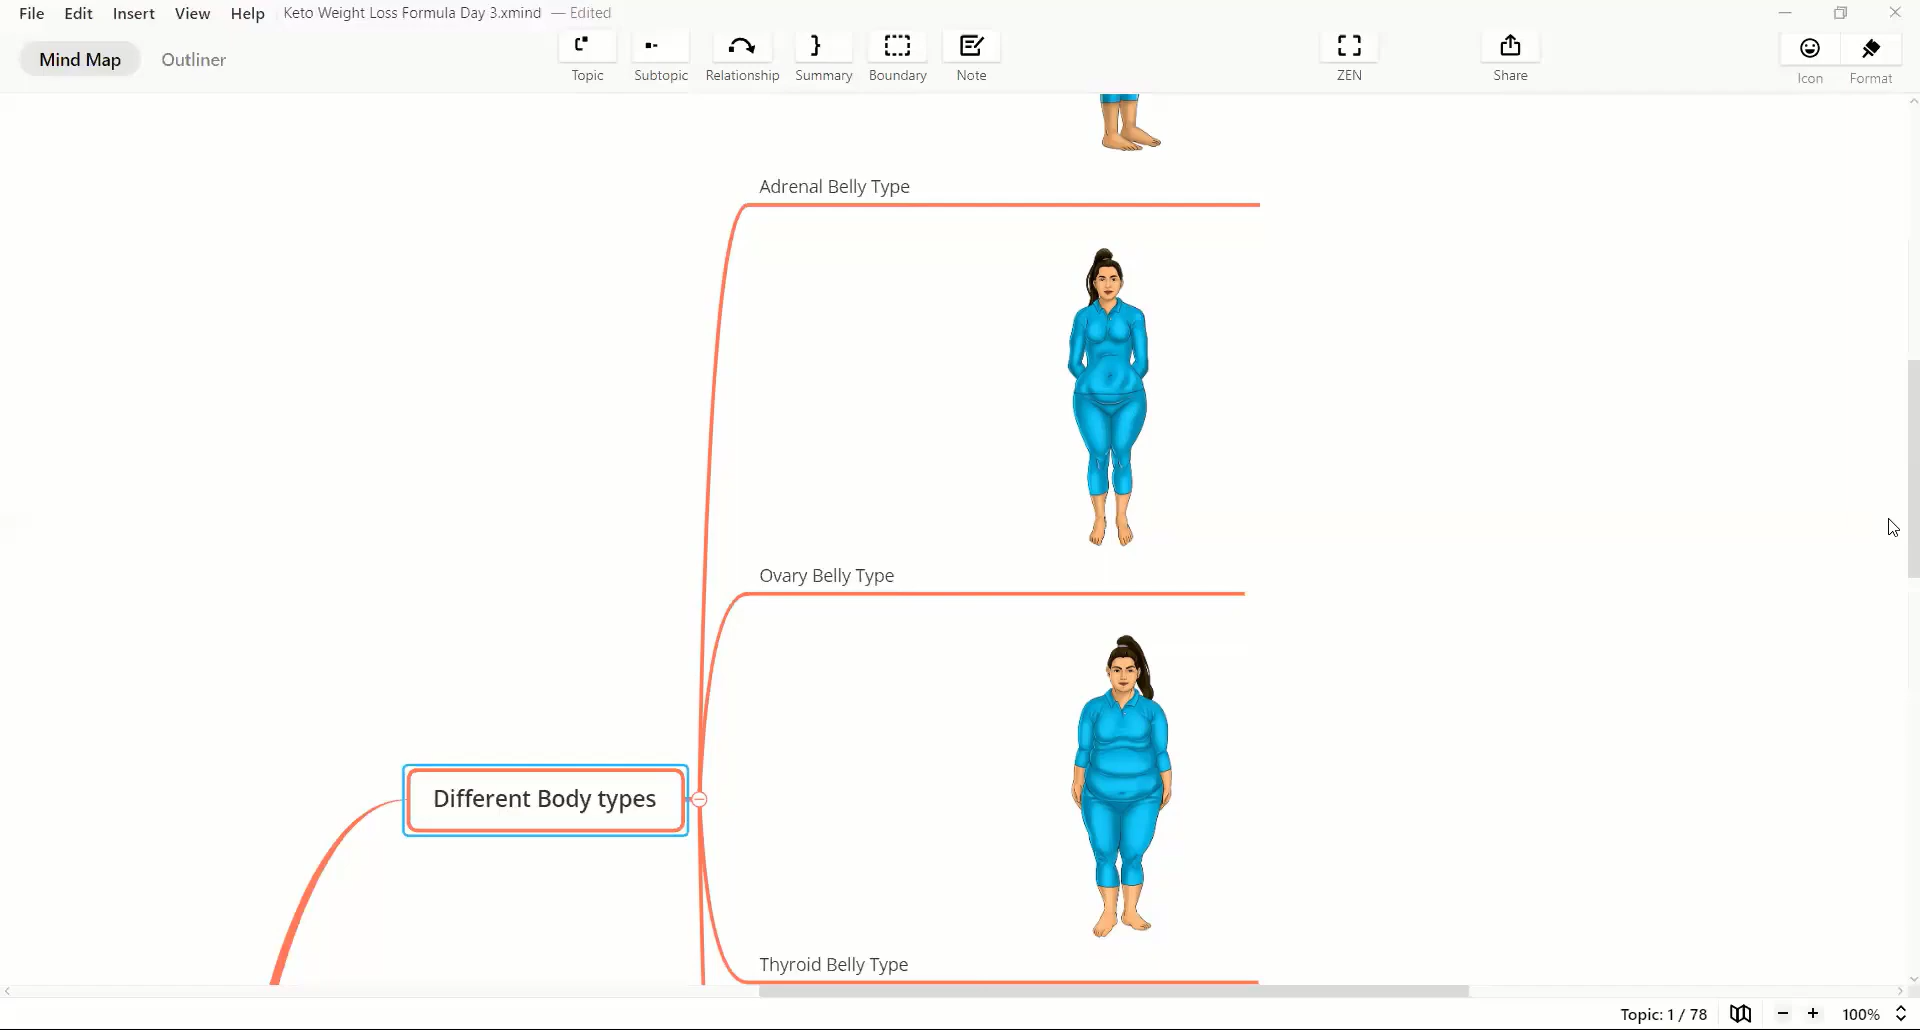 File Edit Insert View Help Keto Weight Loss Formula Day 3.xmind — Edited
Mind Map Outliner
Topic Subtopic Relationship Summary Boundary Note ZEN Share Icon Format
Adrenal Belly Type
Ovary Belly Type
Different Body types
Thyroid Belly Type
Topic: 1 / 78 100%